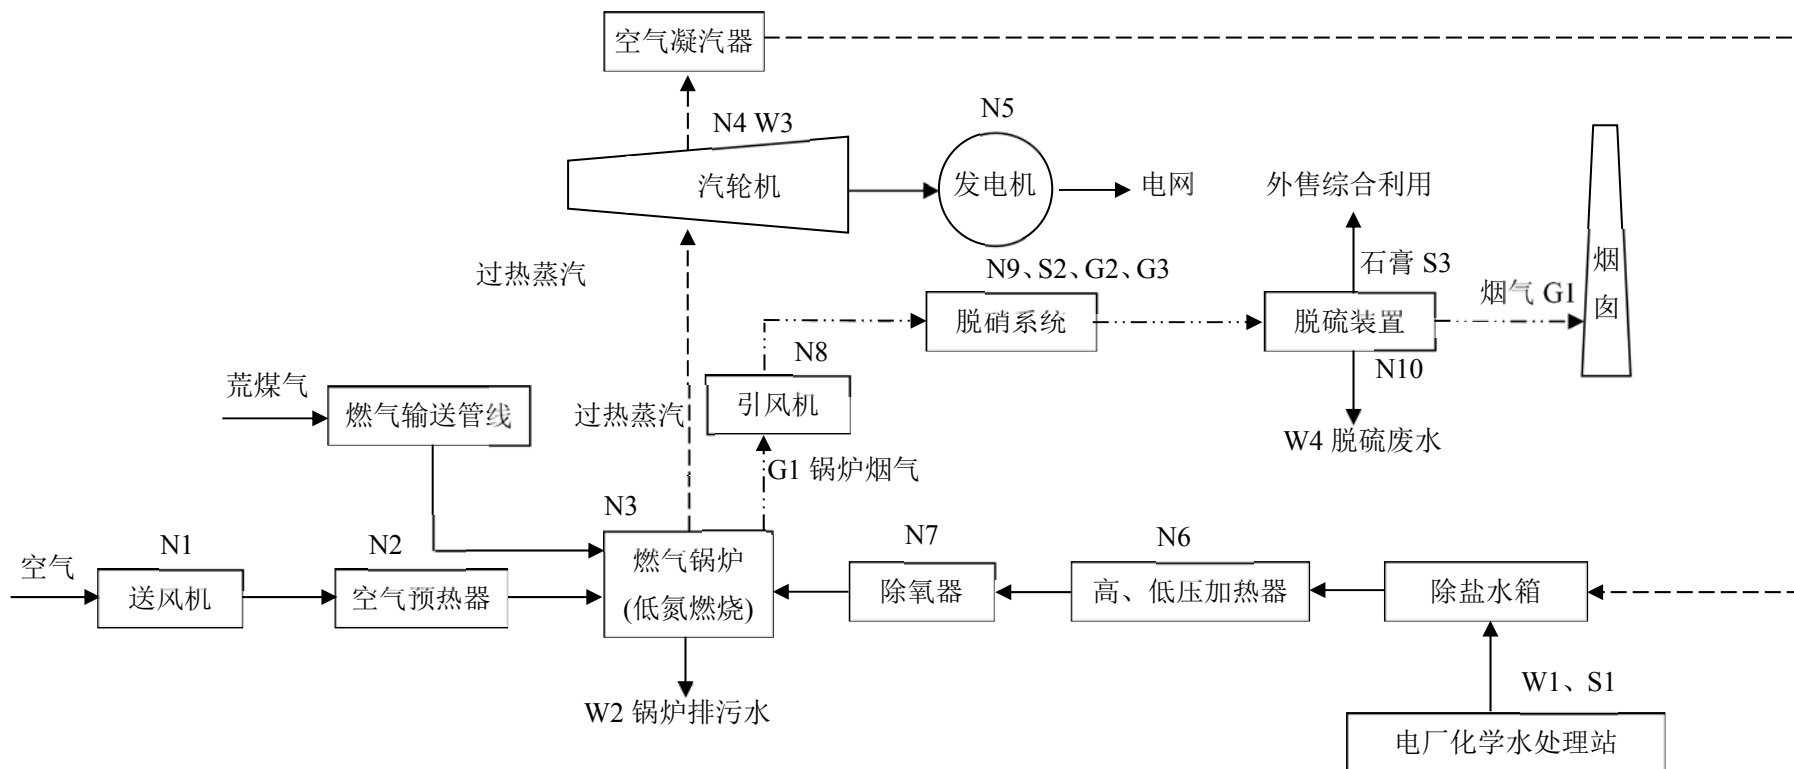 空气凝汽器
N5
N4 W3
汽轮机
发电机
电网
外售综合利用
过热蒸汽
N9、S2、G2、G3
石膏 S3
烟气 G1
烟囱
脱硝系统
脱硫装置
N8
N10
荒煤气
燃气输送管线
过热蒸汽
引风机
W4 脱硫废水
G1 锅炉烟气
N3
N1
N2
N7
N6
空气
送风机
空气预热器
燃气锅炉
(低氮燃烧)
除氧器
高、低压加热器
除盐水箱
W1、S1
W2 锅炉排污水
电厂化学水处理站